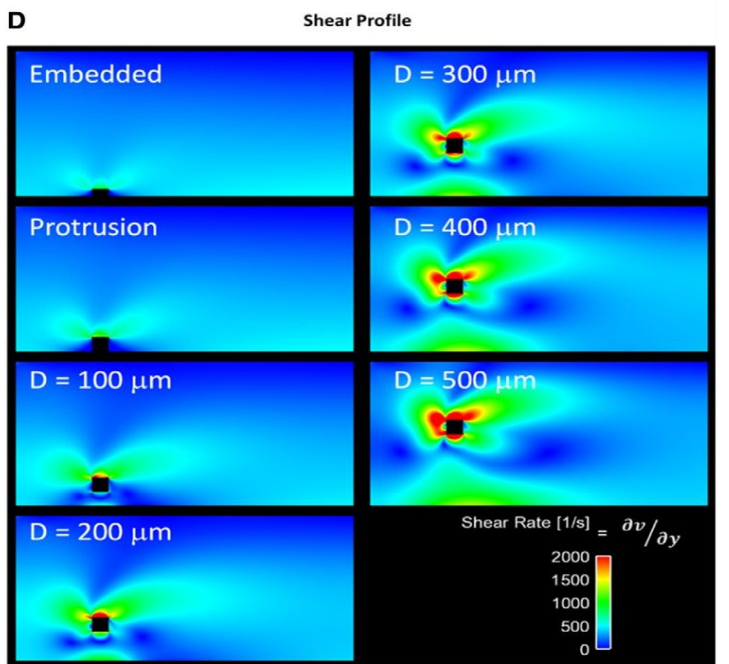 D
Shear Profile
Embedded
Protrusion
D = 100 μm
D = 200 μm
D = 300 μm
D = 400 μm
D = 500 μm
Shear Rate [1/s] = ∂v/∂y
2000
1500
1000
500
0